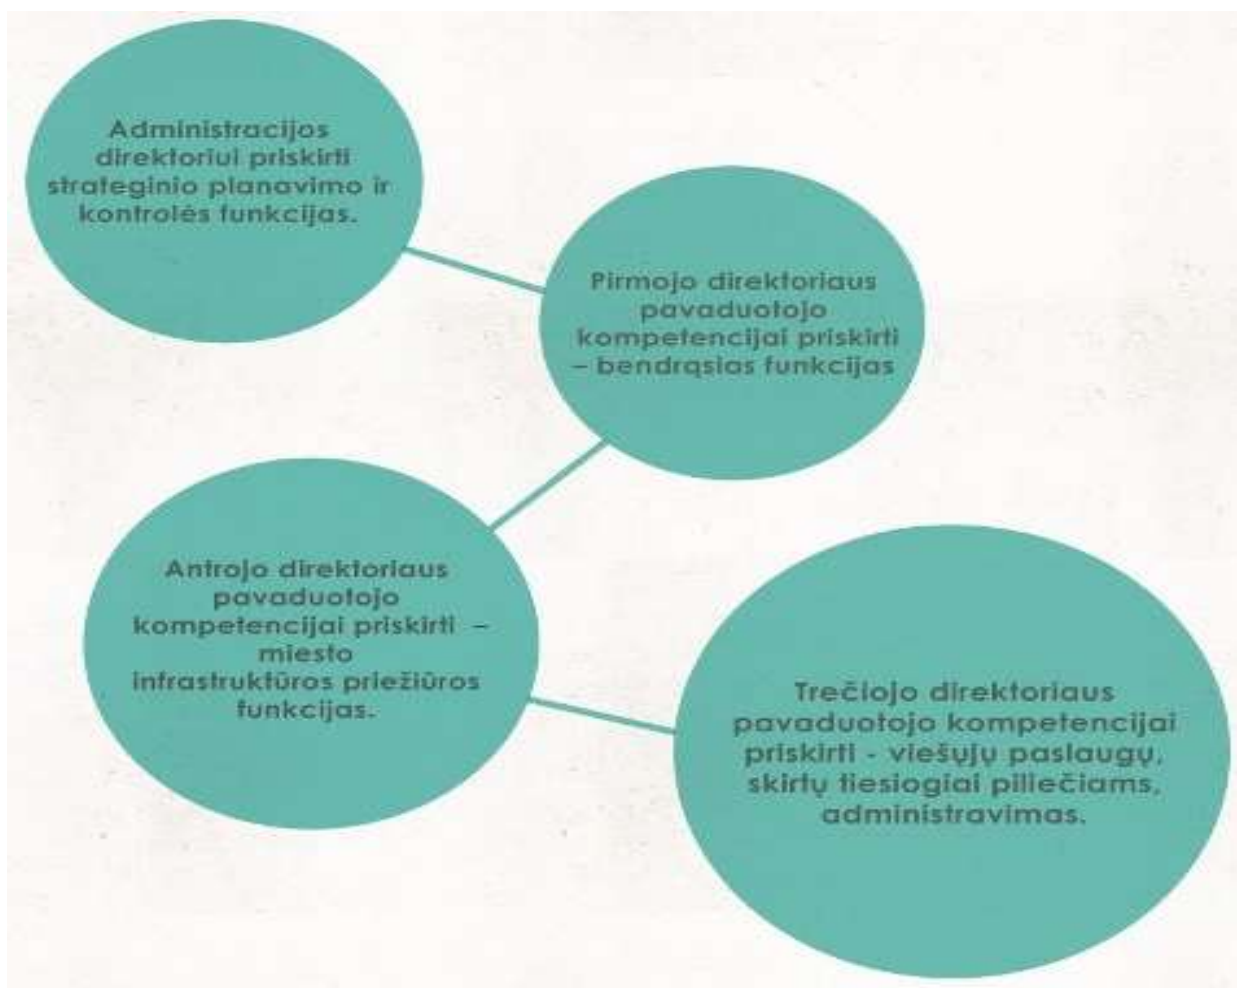 Administracijos
direktoriui priskirti
strateginio planavimo ir
kontrolės funkcijas.
Pirmojo direktoriaus
pavaduotojo
kompetencijai priskirti
– bendrąsias funkcijas
Antrojo direktoriaus
pavaduotojo
kompetencijai priskirti –
miesto
infrastruktūros priežiūros
funkcijas.
Trečiojo direktoriaus
pavaduotojo kompetencijai
priskirti - viešųjų paslaugų,
skirtų tiesiogiai piliečiams,
administravimas.